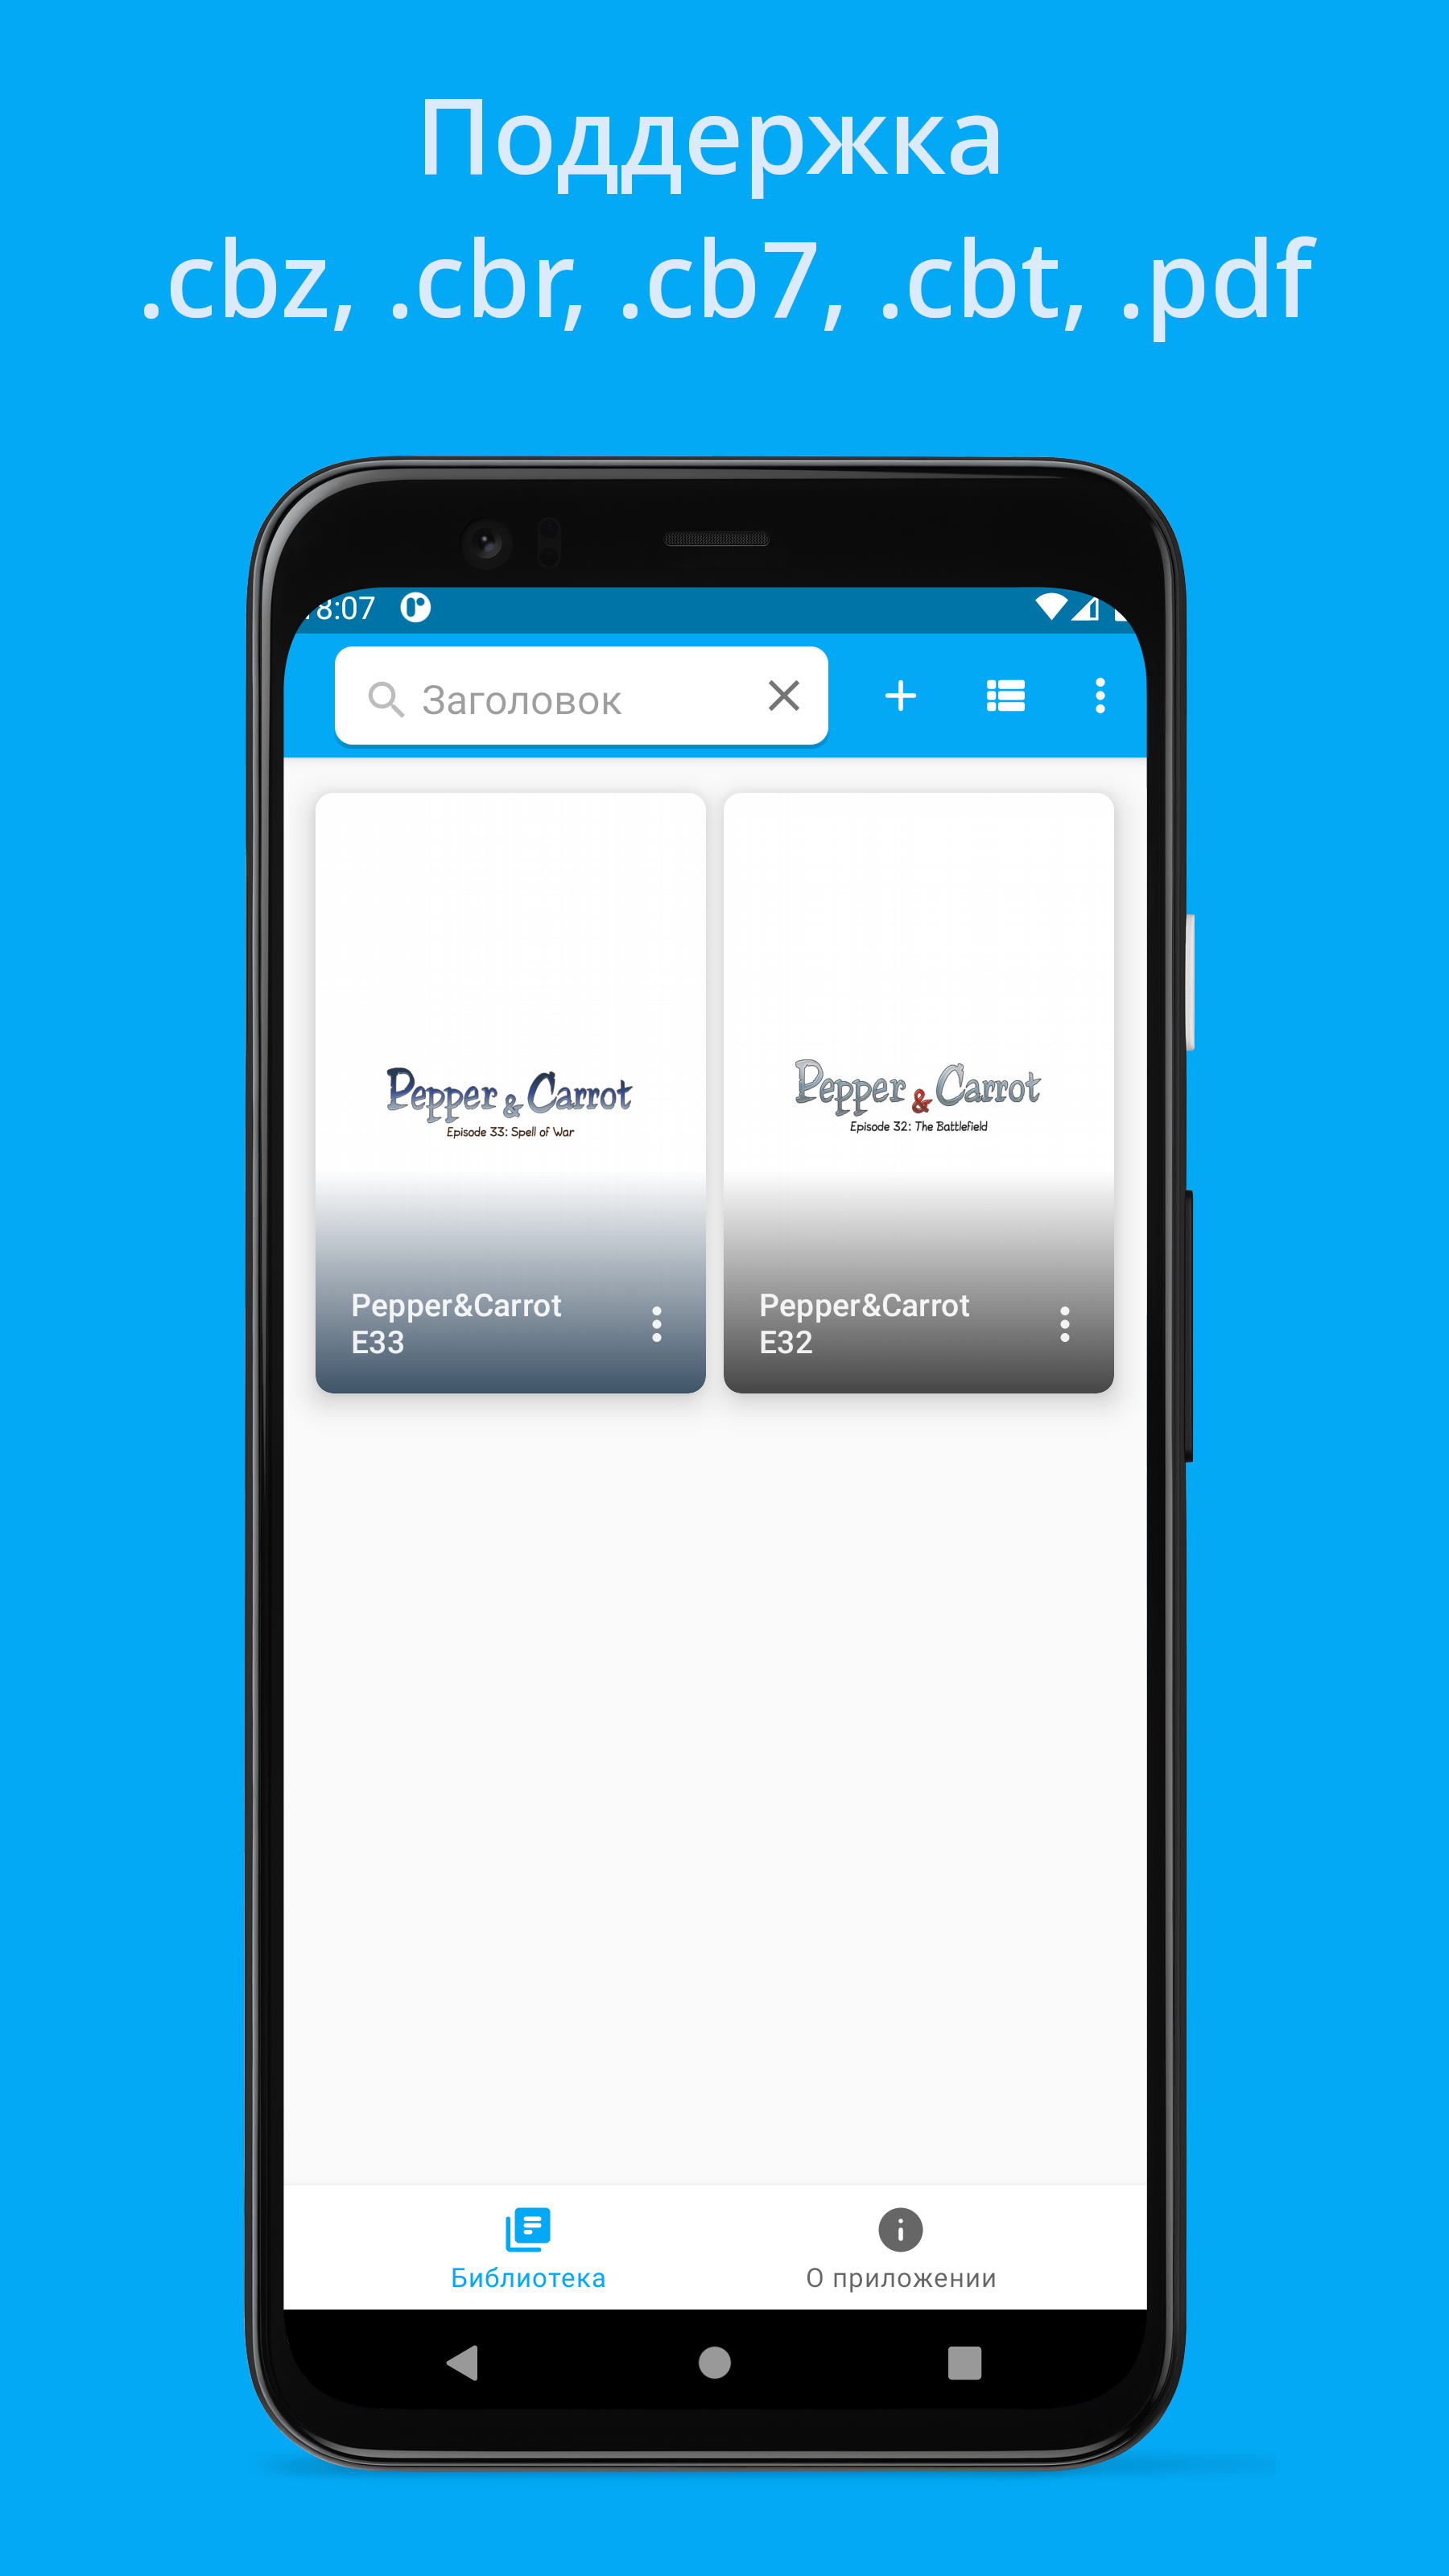 Поддержка
.cbz, .cbr, .cb7, .cbt, .pdf
18:07
Заголовок
Pepper & Carrot
Episode 33: Spell of War
Pepper&Carrot
E33
Pepper & Carrot
Episode 32: The Battlefield
Pepper&Carrot
E32
Библиотека
О приложении